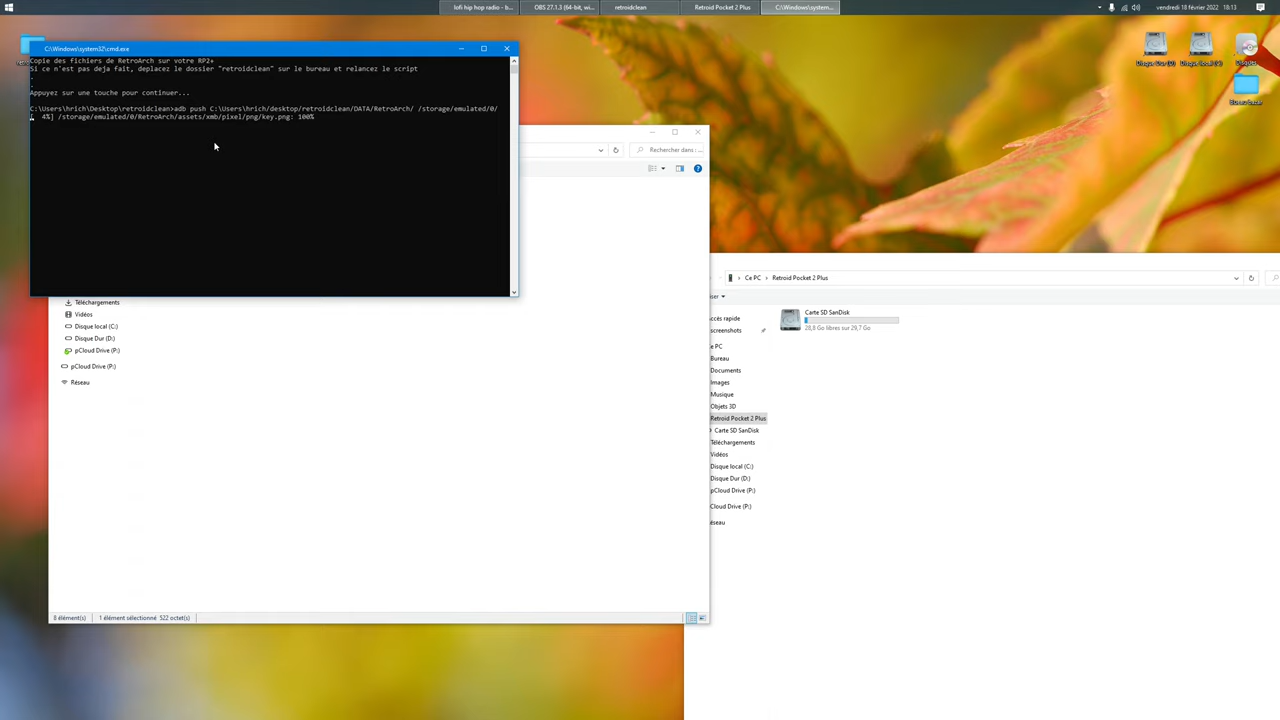 lofi hip hop radio - b...
OBS 27.1.3 (64-bit, wi...
retroidclean
Retroid Pocket 2 Plus
C:\Windows\system...
vendredi 18 février 2022
18:13
C:\Windows\system32\cmd.exe
Copie des fichiers de RetroArch sur votre RP2+
Si ce n'est pas deja fait, deplacez le dossier "retroidclean" sur le bureau et relancez le script
.
.
Appuyez sur une touche pour continuer...
C:\Users\hrich\Desktop\retroidclean>adb push C:\Users\hrich/desktop/retroidclean/DATA/RetroArch/ /storage/emulated/0/
[  4%] /storage/emulated/0/RetroArch/assets/xmb/pixel/png/key.png: 100%
Disque Dur (D:)
Rechercher dans : ...
Téléchargements
Vidéos
Disque local (C:)
Disque Dur (D:)
pCloud Drive (P:)
pCloud Drive (P:)
Réseau
8 élément(s)
1 élément sélectionné 522 octet(s)
Ce PC
Retroid Pocket 2 Plus
iser
ccès rapide
screenshots
e PC
Bureau
Documents
Images
Musique
Objets 3D
Retroid Pocket 2 Plus
Carte SD SanDisk
Téléchargements
Vidéos
Disque local (C:)
Disque Dur (D:)
pCloud Drive (P:)
Cloud Drive (P:)
éseau
Carte SD SanDisk
28,8 Go libres sur 29,7 Go